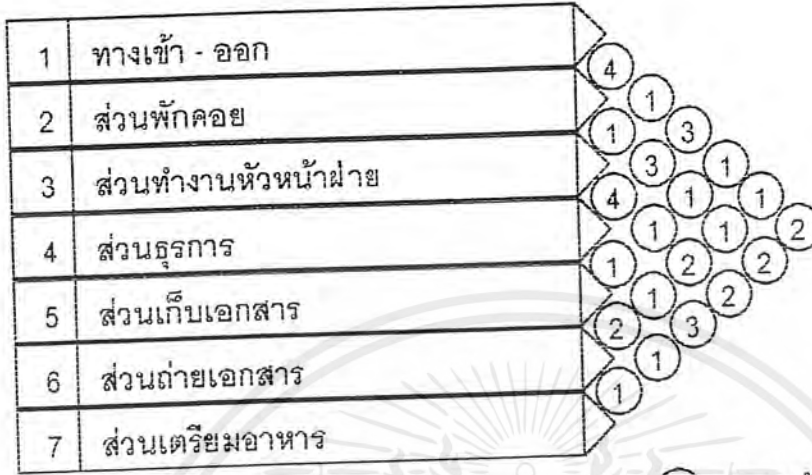 1 ทางเข้า - ออก
4
1
2 ส่วนพักคอย
1 3
3 1
3 ส่วนทำงานหัวหน้าฝ่าย
4 1 1
1 1 2
4 ส่วนธุรการ
1 2 2
1 2
5 ส่วนเก็บเอกสาร
2 3
1
6 ส่วนถ่ายเอกสาร
1
7 ส่วนเตรียมอาหาร